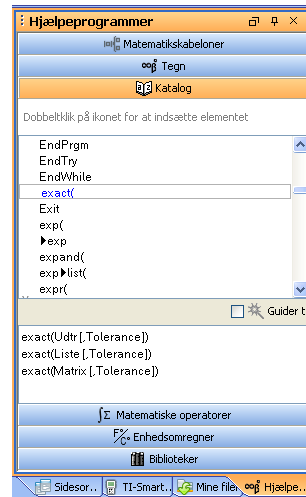 Hjælpeprogrammer
Matematikskabeloner
∞β° Tegn
Katalog
Dobbeltklik på ikonet for at indsætte elementet
EndPrgm
EndTry
EndWhile
exact(
Exit
exp(
▶exp
expand(
exp▶list(
expr(
Guider t
exact(Udtr[,Tolerance])
exact(Liste[,Tolerance])
exact(Matrix[,Tolerance])
∫Σ Matematiske operatorer
°F/°C• Enhedsomregner
Biblioteker
Sidesor.. TI-Smart.. Mine filer ∞β° Hjælpe..